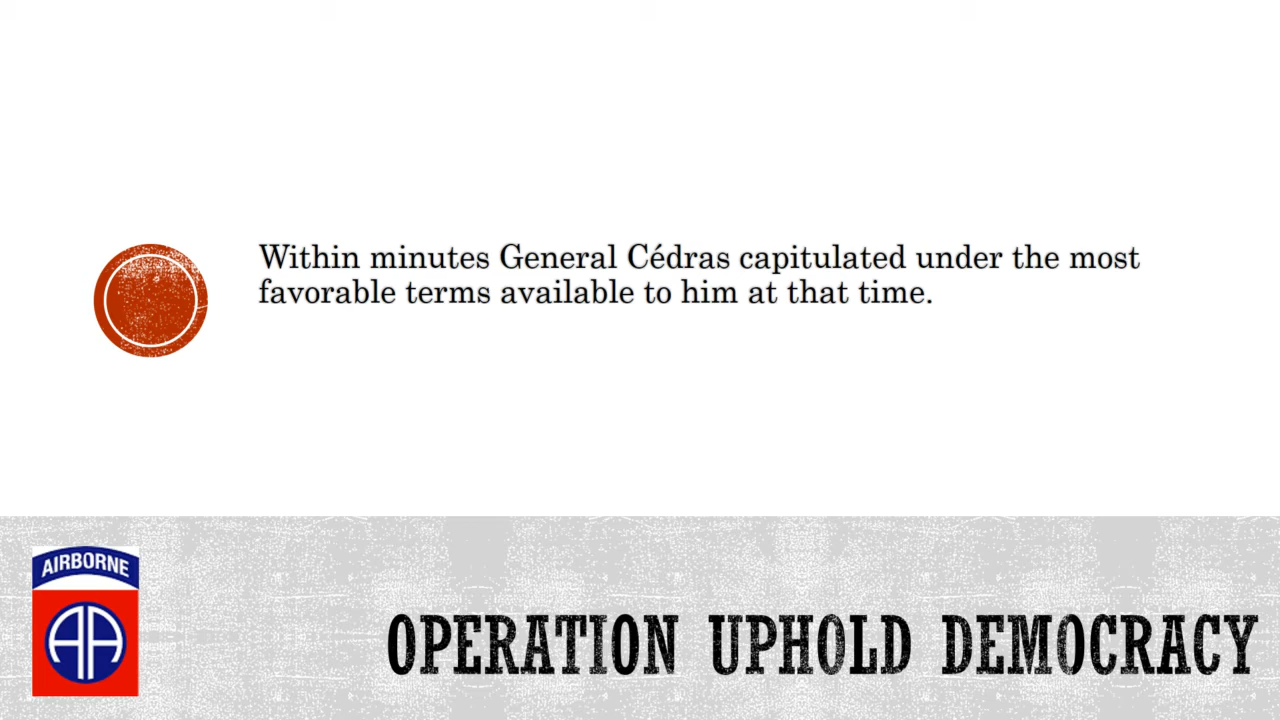 Within minutes General Cédras capitulated under the most
favorable terms available to him at that time.
AIRBORNE
AA
OPERATION UPHOLD DEMOCRACY